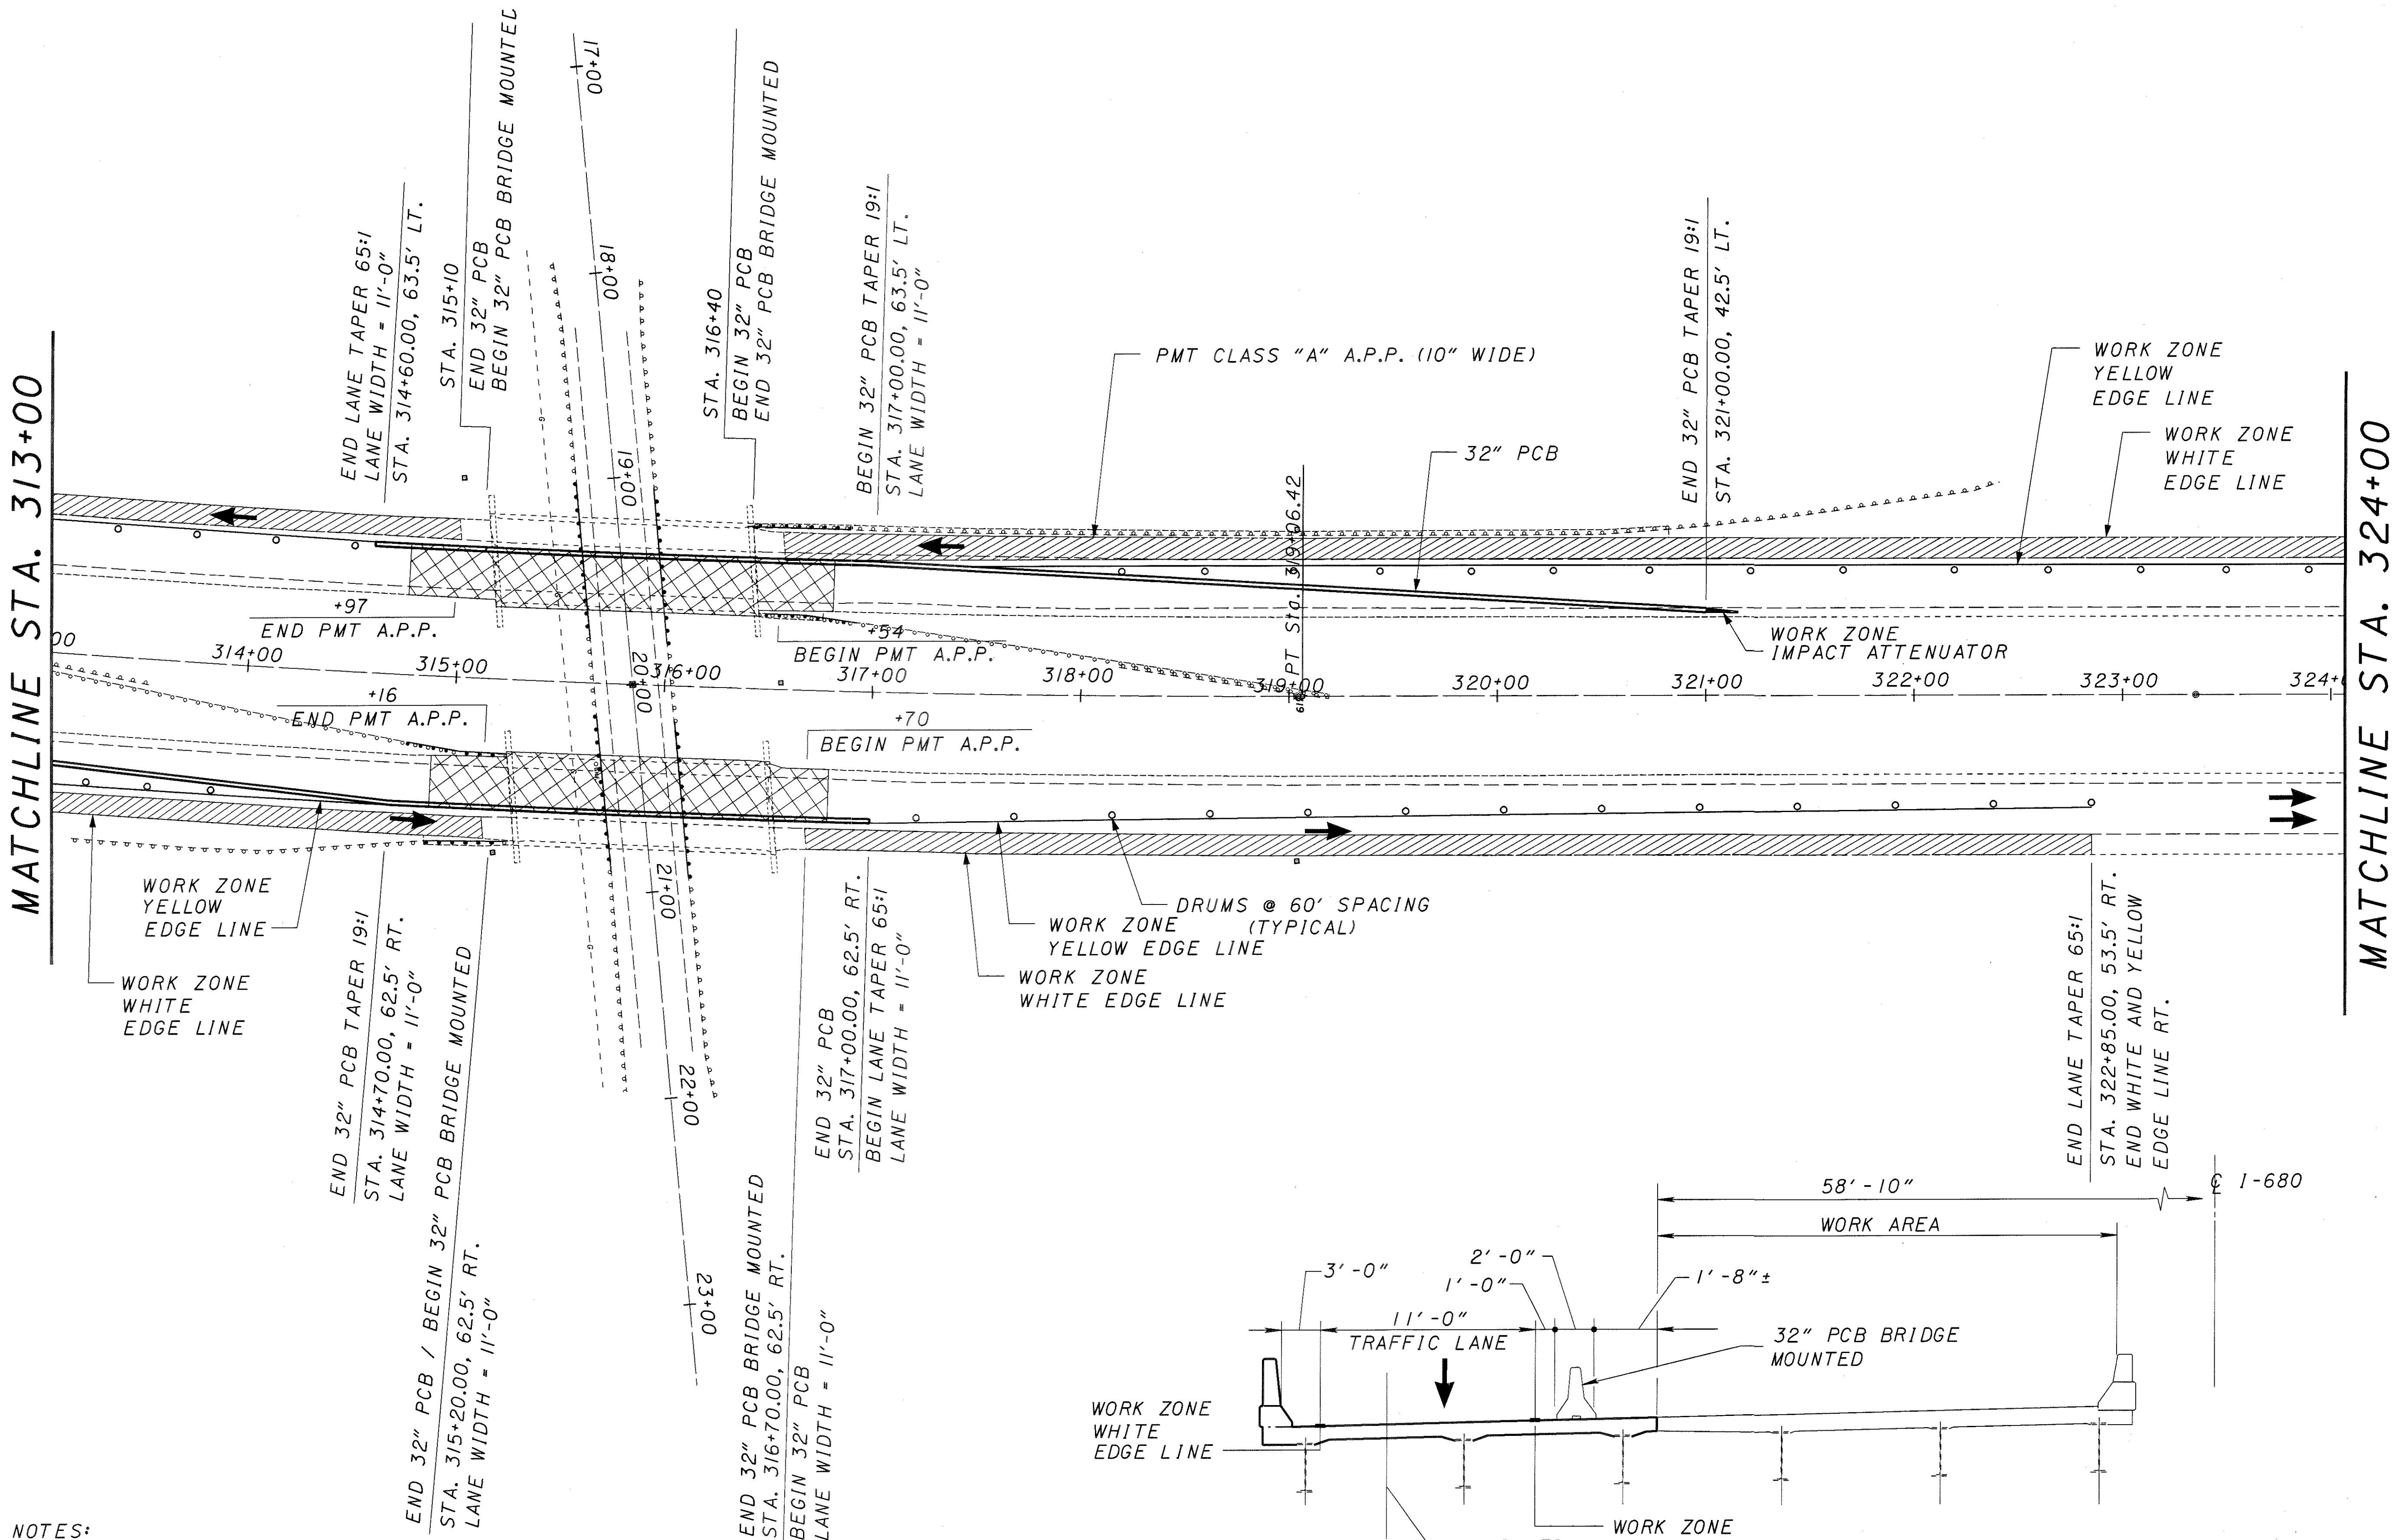 MATCHLINE STA. 313+00
END LANE TAPER 65:1
LANE WIDTH = 11'-0"
STA. 314+60.00, 63.5' LT.
STA. 315+10
END 32" PCB
BEGIN 32" PCB BRIDGE MOUNTED
17+00
18+00
19+00
20+00
21+00
22+00
23+00
STA. 316+40
BEGIN 32" PCB
END 32" PCB BRIDGE MOUNTED
BEGIN 32" PCB TAPER 19:1
STA. 317+00.00, 63.5' LT.
LANE WIDTH = 11'-0"
PMT CLASS "A" A.P.P. (10" WIDE)
32" PCB
PT Sta. 319+06.42
END 32" PCB TAPER 19:1
STA. 321+00.00, 42.5' LT.
WORK ZONE
YELLOW
EDGE LINE
WORK ZONE
WHITE
EDGE LINE
MATCHLINE STA. 324+00
+97
END PMT A.P.P.
+54
BEGIN PMT A.P.P.
WORK ZONE
IMPACT ATTENUATOR
00
314+00
315+00
316+00
317+00
318+00
319+00
320+00
321+00
322+00
323+00
324+
+16
END PMT A.P.P.
+70
BEGIN PMT A.P.P.
WORK ZONE
YELLOW
EDGE LINE
WORK ZONE
WHITE
EDGE LINE
END 32" PCB TAPER 19:1
STA. 314+70.00, 62.5' RT.
LANE WIDTH = 11'-0"
END 32" PCB / BEGIN 32" PCB BRIDGE MOUNTED
STA. 315+20.00, 62.5' RT.
LANE WIDTH = 11'-0"
END 32" PCB BRIDGE MOUNTED
STA. 316+70.00, 62.5' RT.
BEGIN 32" PCB
LANE WIDTH = 11'-0"
END 32" PCB
STA. 317+00.00, 62.5' RT.
BEGIN LANE TAPER 65:1
LANE WIDTH = 11'-0"
DRUMS @ 60' SPACING
(TYPICAL)
WORK ZONE
YELLOW EDGE LINE
WORK ZONE
WHITE EDGE LINE
END LANE TAPER 65:1
STA. 322+85.00, 53.5' RT.
END WHITE AND YELLOW
EDGE LINE RT.
58'-10"
℄ I-680
WORK AREA
3'-0"
2'-0"
1'-0"
1'-8"±
11'-0"
TRAFFIC LANE
32" PCB BRIDGE
MOUNTED
WORK ZONE
WHITE
EDGE LINE
WORK ZONE
NOTES: